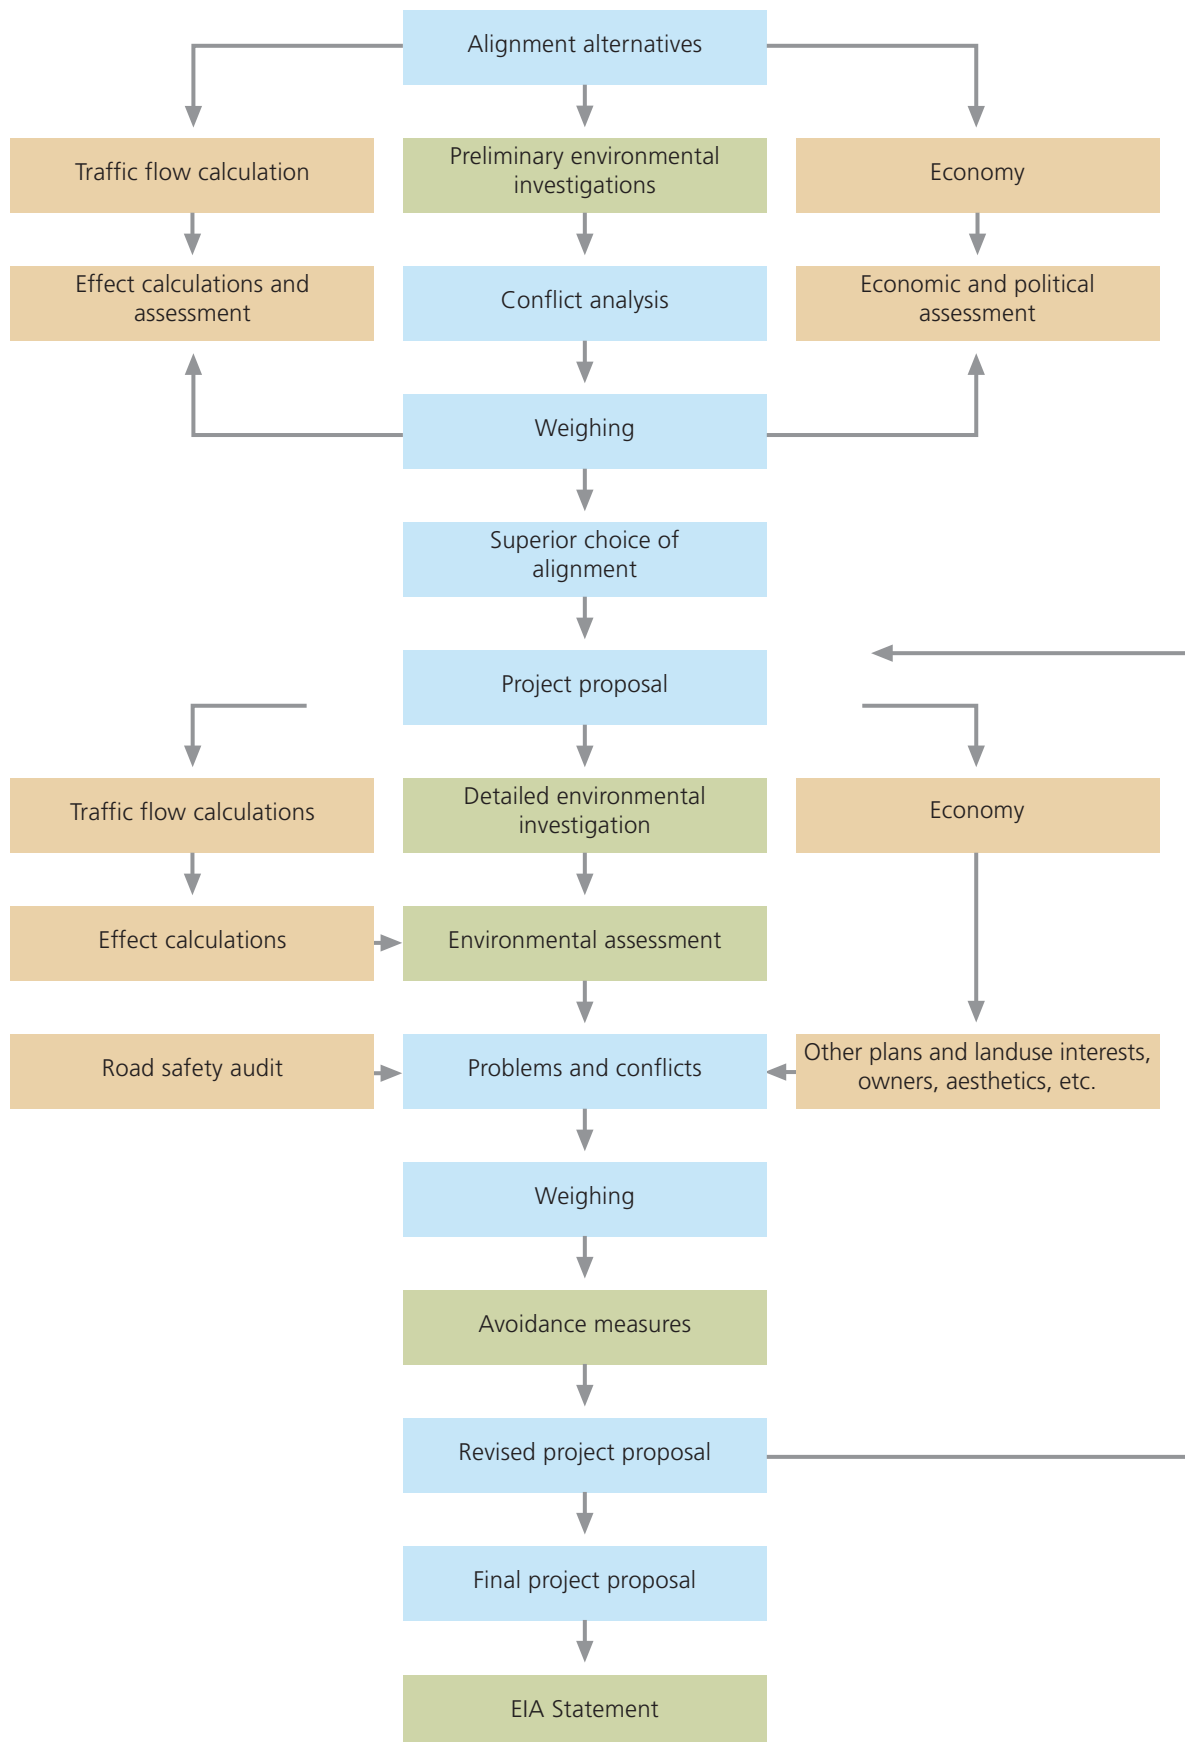 Alignment alternatives
Traffic flow calculation
Preliminary environmental
investigations
Economy
Effect calculations and
assessment
Conflict analysis
Economic and political
assessment
Weighing
Superior choice of
alignment
Project proposal
Traffic flow calculations
Detailed environmental
investigation
Economy
Effect calculations
Environmental assessment
Road safety audit
Problems and conflicts
Other plans and landuse interests,
owners, aesthetics, etc.
Weighing
Avoidance measures
Revised project proposal
Final project proposal
EIA Statement